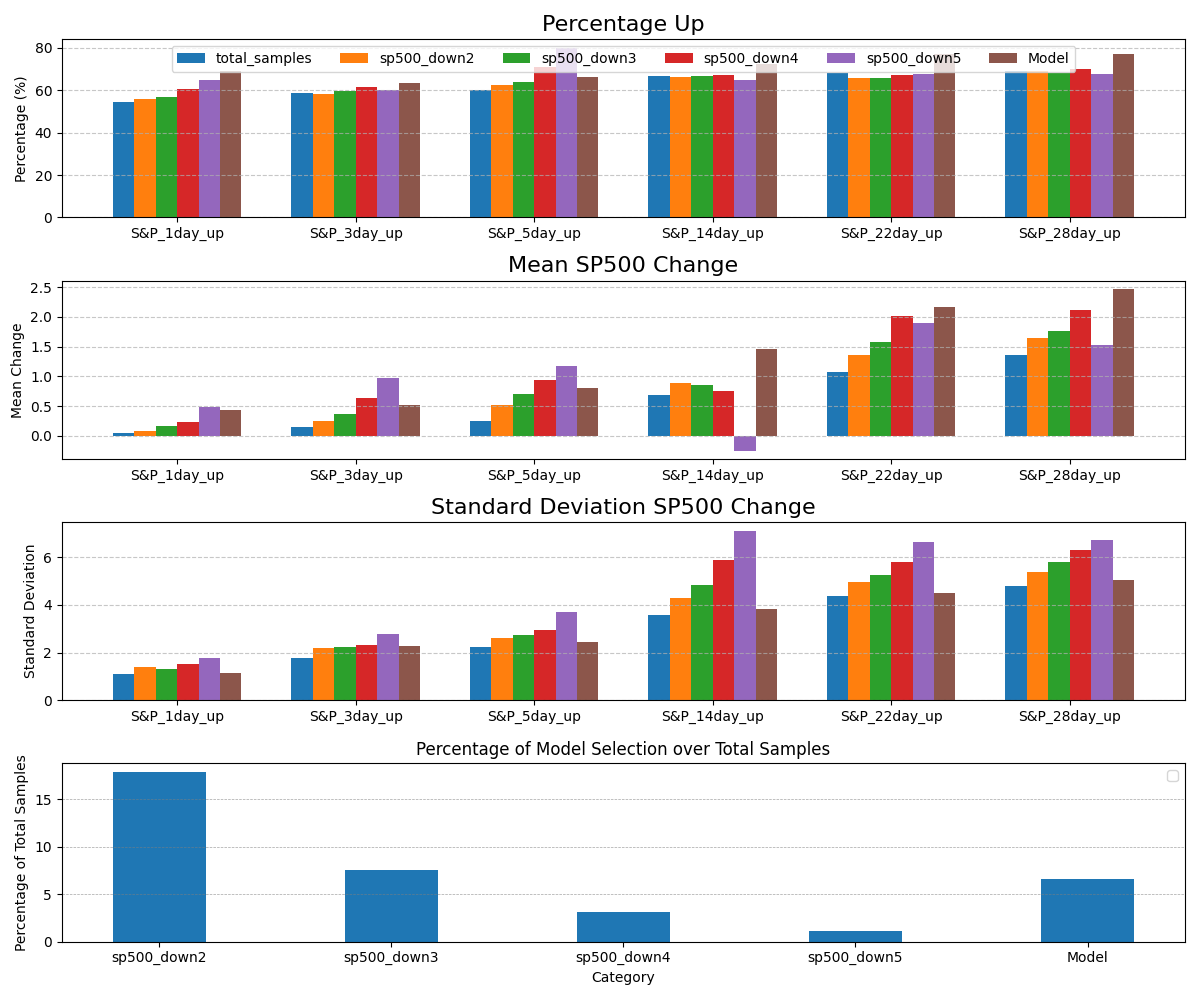 Percentage Up
Percentage (%)
80
60
40
20
0
total_samples sp500_down2 sp500_down3 sp500_down4 sp500_down5 Model
S&P_1day_up S&P_3day_up S&P_5day_up S&P_14day_up S&P_22day_up S&P_28day_up
Mean SP500 Change
Mean Change
2.5
2.0
1.5
1.0
0.5
0.0
S&P_1day_up S&P_3day_up S&P_5day_up S&P_14day_up S&P_22day_up S&P_28day_up
Standard Deviation SP500 Change
Standard Deviation
6
4
2
0
S&P_1day_up S&P_3day_up S&P_5day_up S&P_14day_up S&P_22day_up S&P_28day_up
Percentage of Model Selection over Total Samples
Percentage of Total Samples
15
10
5
0
sp500_down2 sp500_down3 sp500_down4 sp500_down5 Model
Category